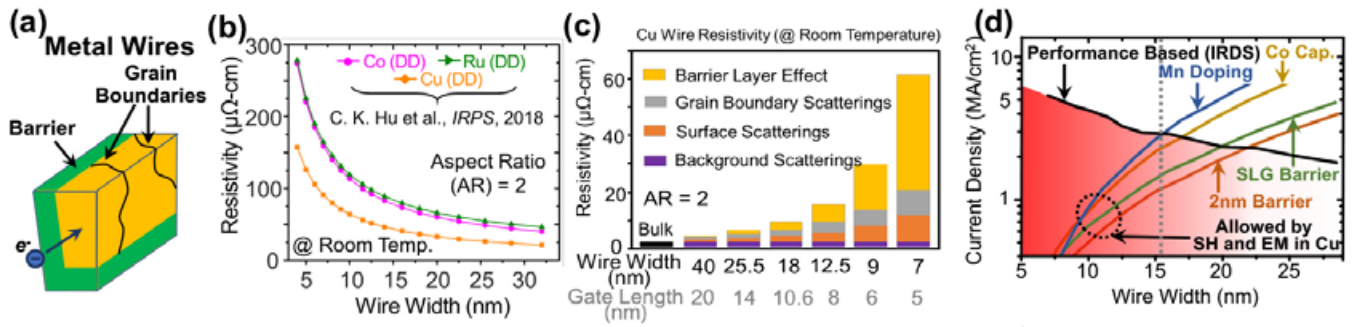 (a)
Metal Wires
Grain
Boundaries
Barrier
e-
(b)
300
200
100
0
Resistivity (μΩ-cm)
Co (DD) Ru (DD)
Cu (DD)
C. K. Hu et al., IRPS, 2018
Aspect Ratio
(AR) = 2
@ Room Temp.
5 10 15 20 25 30
Wire Width (nm)
(c)
Cu Wire Resistivity (@ Room Temperature)
60
40
20
0
Resistivity (μΩ-cm)
Barrier Layer Effect
Grain Boundary Scatterings
Surface Scatterings
Background Scatterings
AR = 2
Bulk
Wire Width 40 25.5 18 12.5 9 7
(nm)
Gate Length 20 14 10.6 8 6 5
(nm)
(d)
10
5
3
1
Current Density (MA/cm²)
Performance Based (IRDS) Co Cap.
Mn Doping
SLG Barrier
2nm Barrier
Allowed by
SH and EM in Cu
5 10 15 20 25
Wire Width (nm)